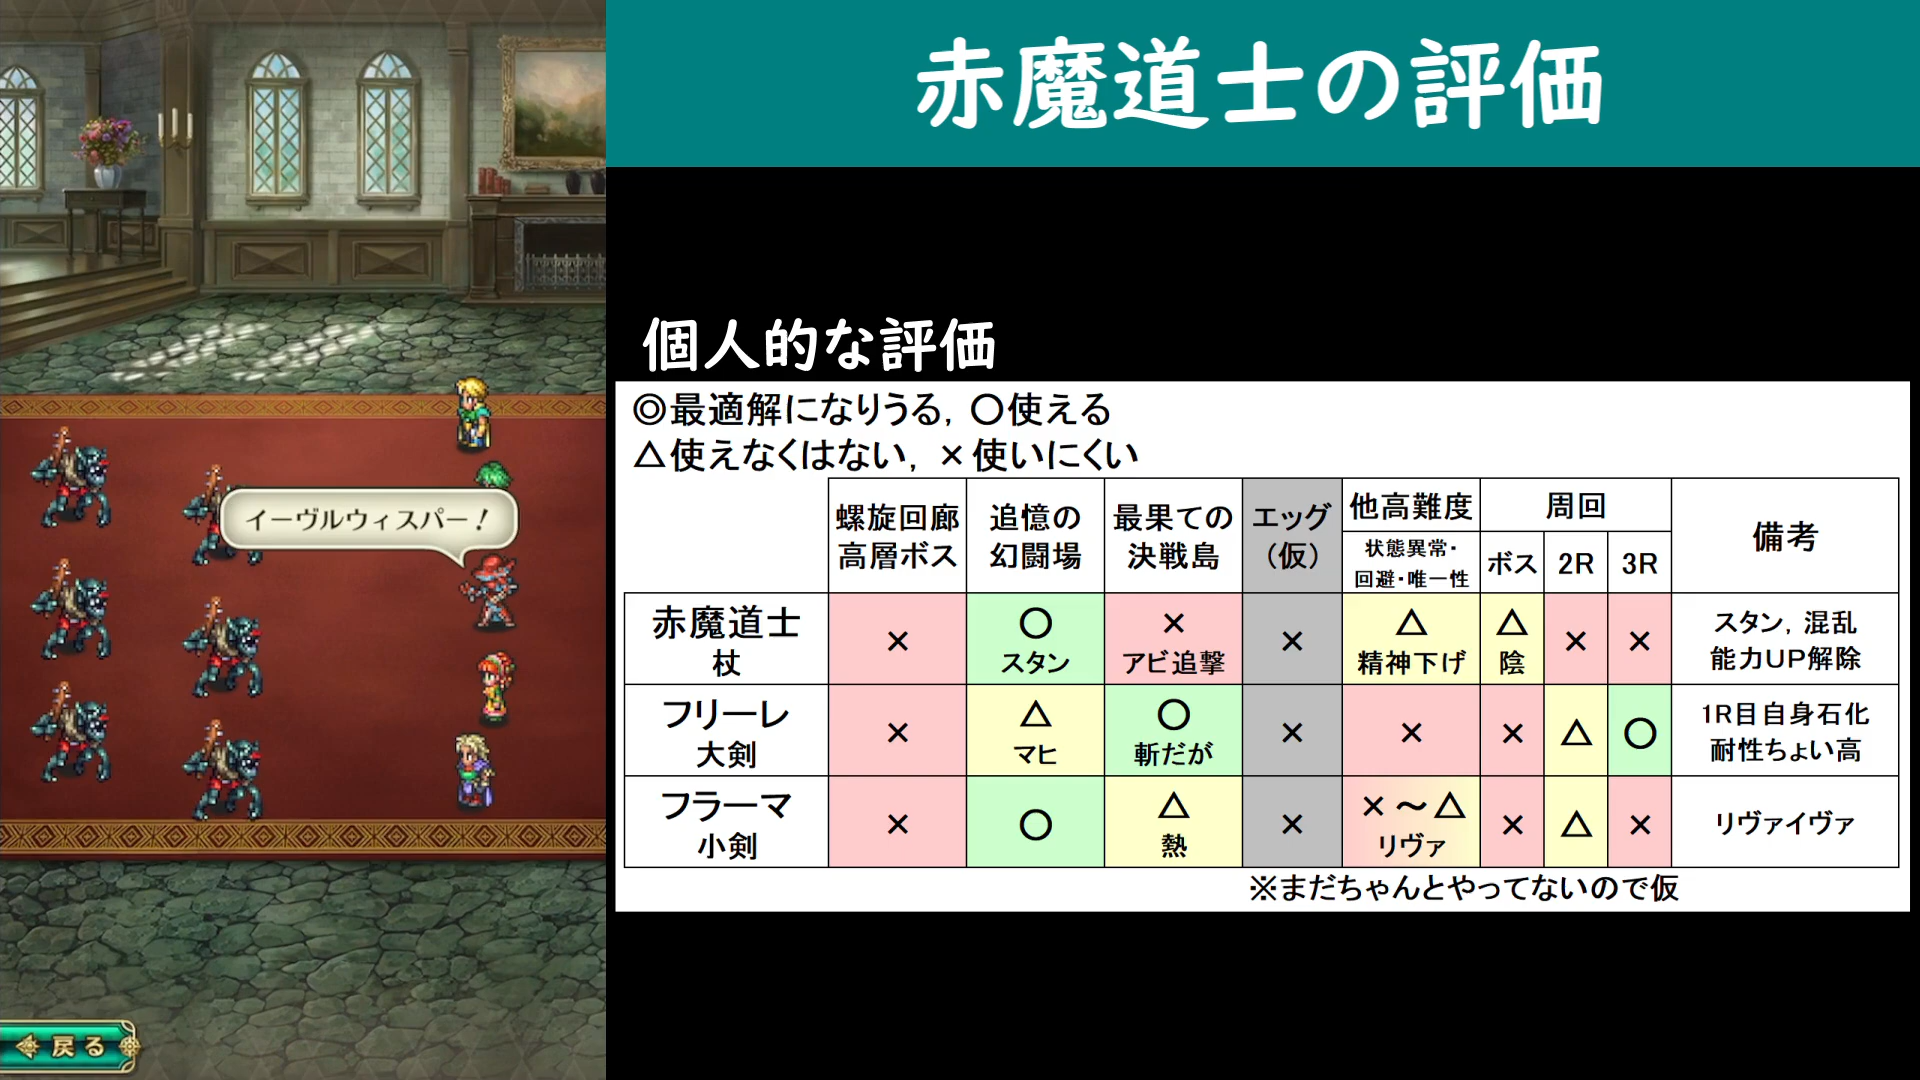 赤魔道士の評価
イーヴルウィスパー！
戻る
個人的な評価
◎最適解になりうる，〇使える
△使えなくはない，×使いにくい
螺旋回廊
高層ボス
追憶の
幻闘場
最果ての
決戦島
エッグ
（仮）
他高難度
状態異常・
回避・唯一性
周回
ボス
2R
3R
備考
赤魔道士
杖
×
〇
スタン
×
アビ追撃
×
△
精神下げ
△
陰
×
×
スタン，混乱
能力UP解除
フリーレ
大剣
×
△
マヒ
〇
斬だが
×
×
×
△
〇
1R目自身石化
耐性ちょい高
フラーマ
小剣
×
〇
△
熱
×
×～△
リヴァ
×
△
×
リヴァイヴァ
※まだちゃんとやってないので仮